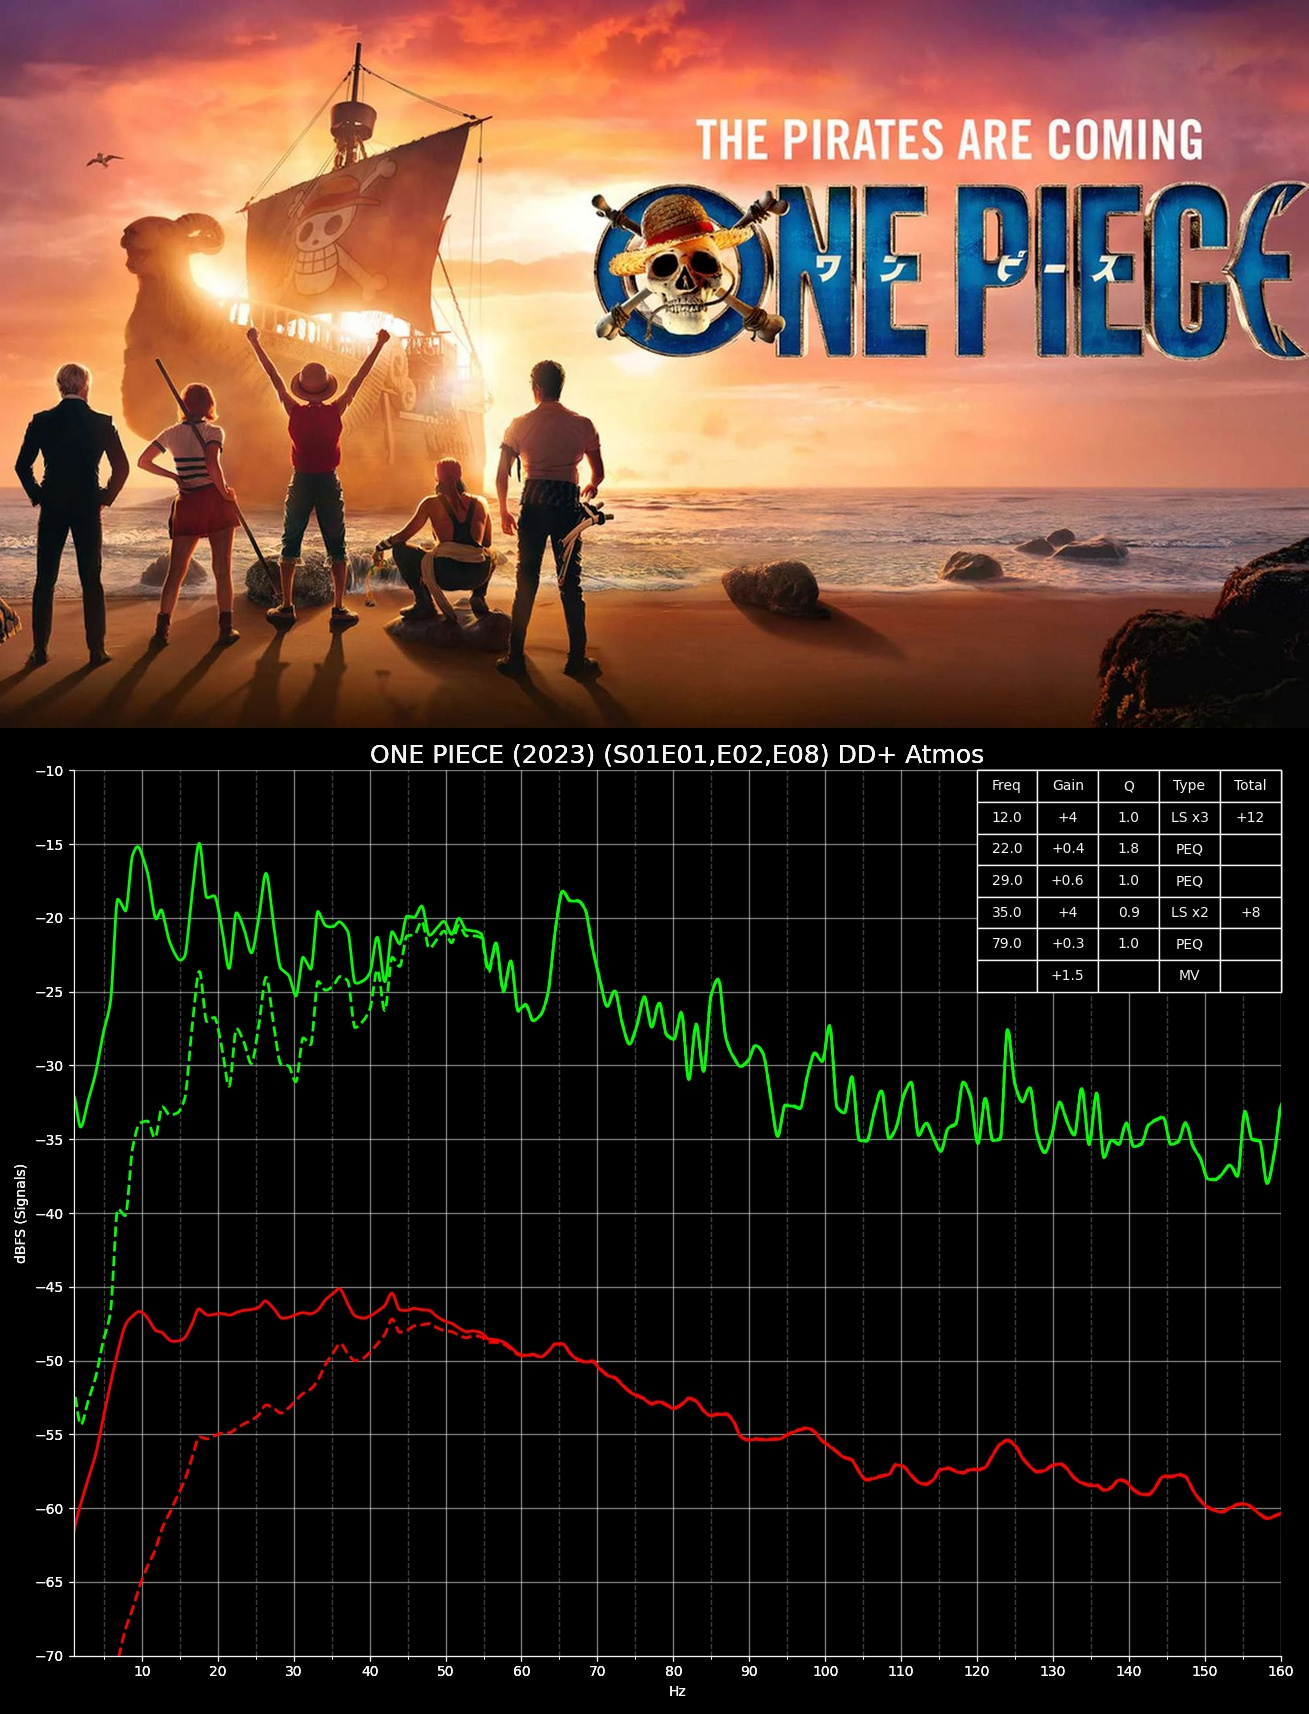 THE PIRATES ARE COMING
ONE PIECE
ワンピース
ONE PIECE (2023) (S01E01,E02,E08) DD+ Atmos
Freq Gain Q Type Total
12.0 +4 1.0 LS x3 +12
22.0 +0.4 1.8 PEQ
29.0 +0.6 1.0 PEQ
35.0 +4 0.9 LS x2 +8
79.0 +0.3 1.0 PEQ
+1.5 MV
−10
−15
−20
−25
−30
−35
−40
−45
−50
−55
−60
−65
−70
dBFS (Signals)
10 20 30 40 50 60 70 80 90 100 110 120 130 140 150 160
Hz